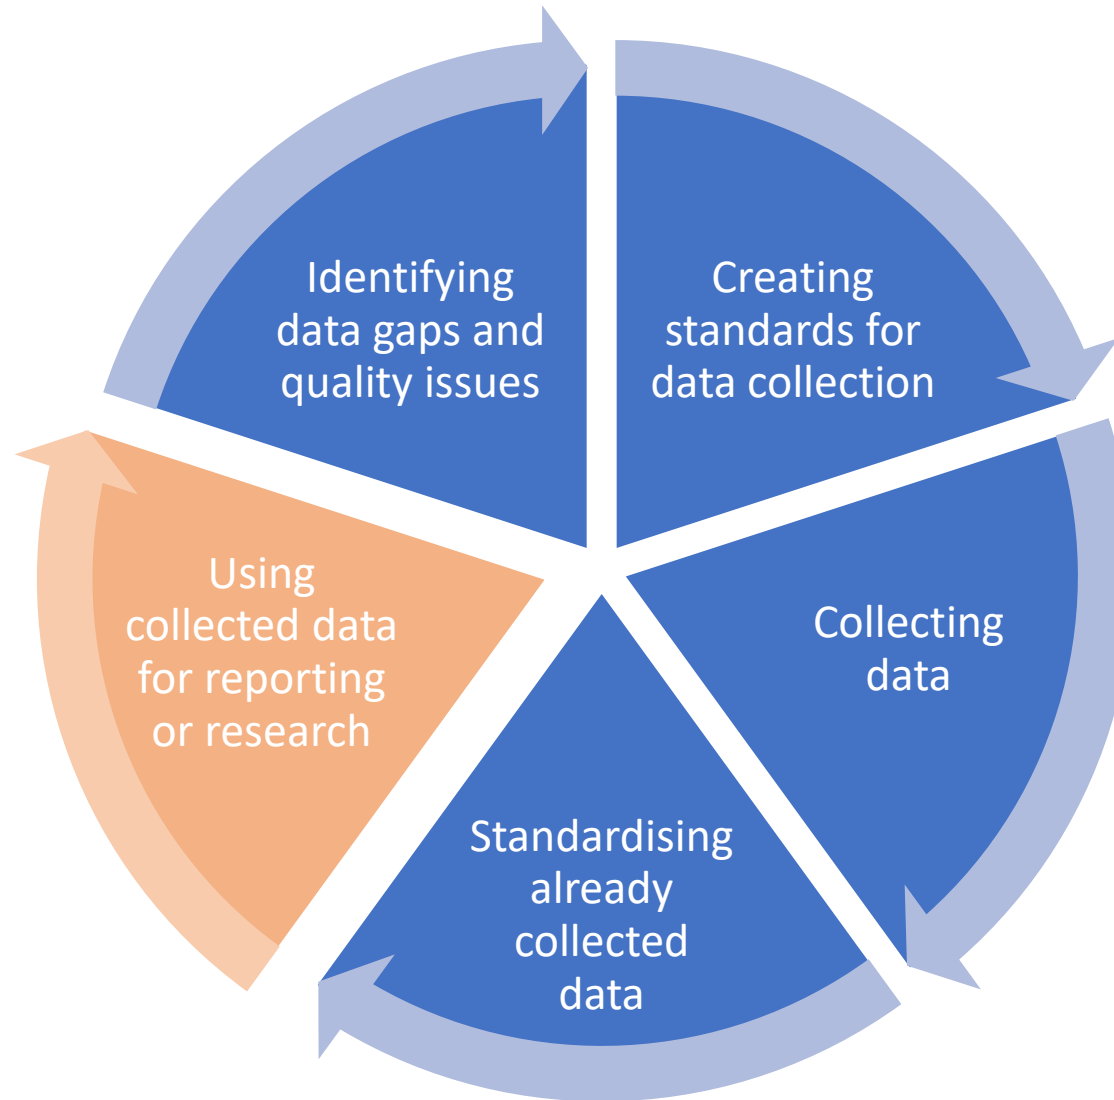 Identifying
data gaps and
quality issues
Creating
standards for
data collection
Collecting
data
Standardising
already
collected
data
Using
collected data
for reporting
or research